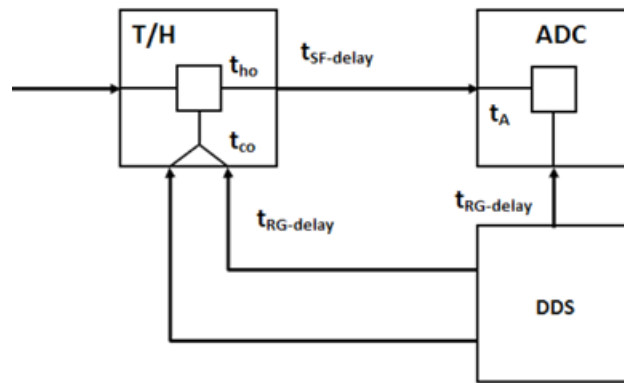 T/H
ADC
t_SF-delay
t_ho
t_A
t_co
t_RG-delay
t_RG-delay
DDS